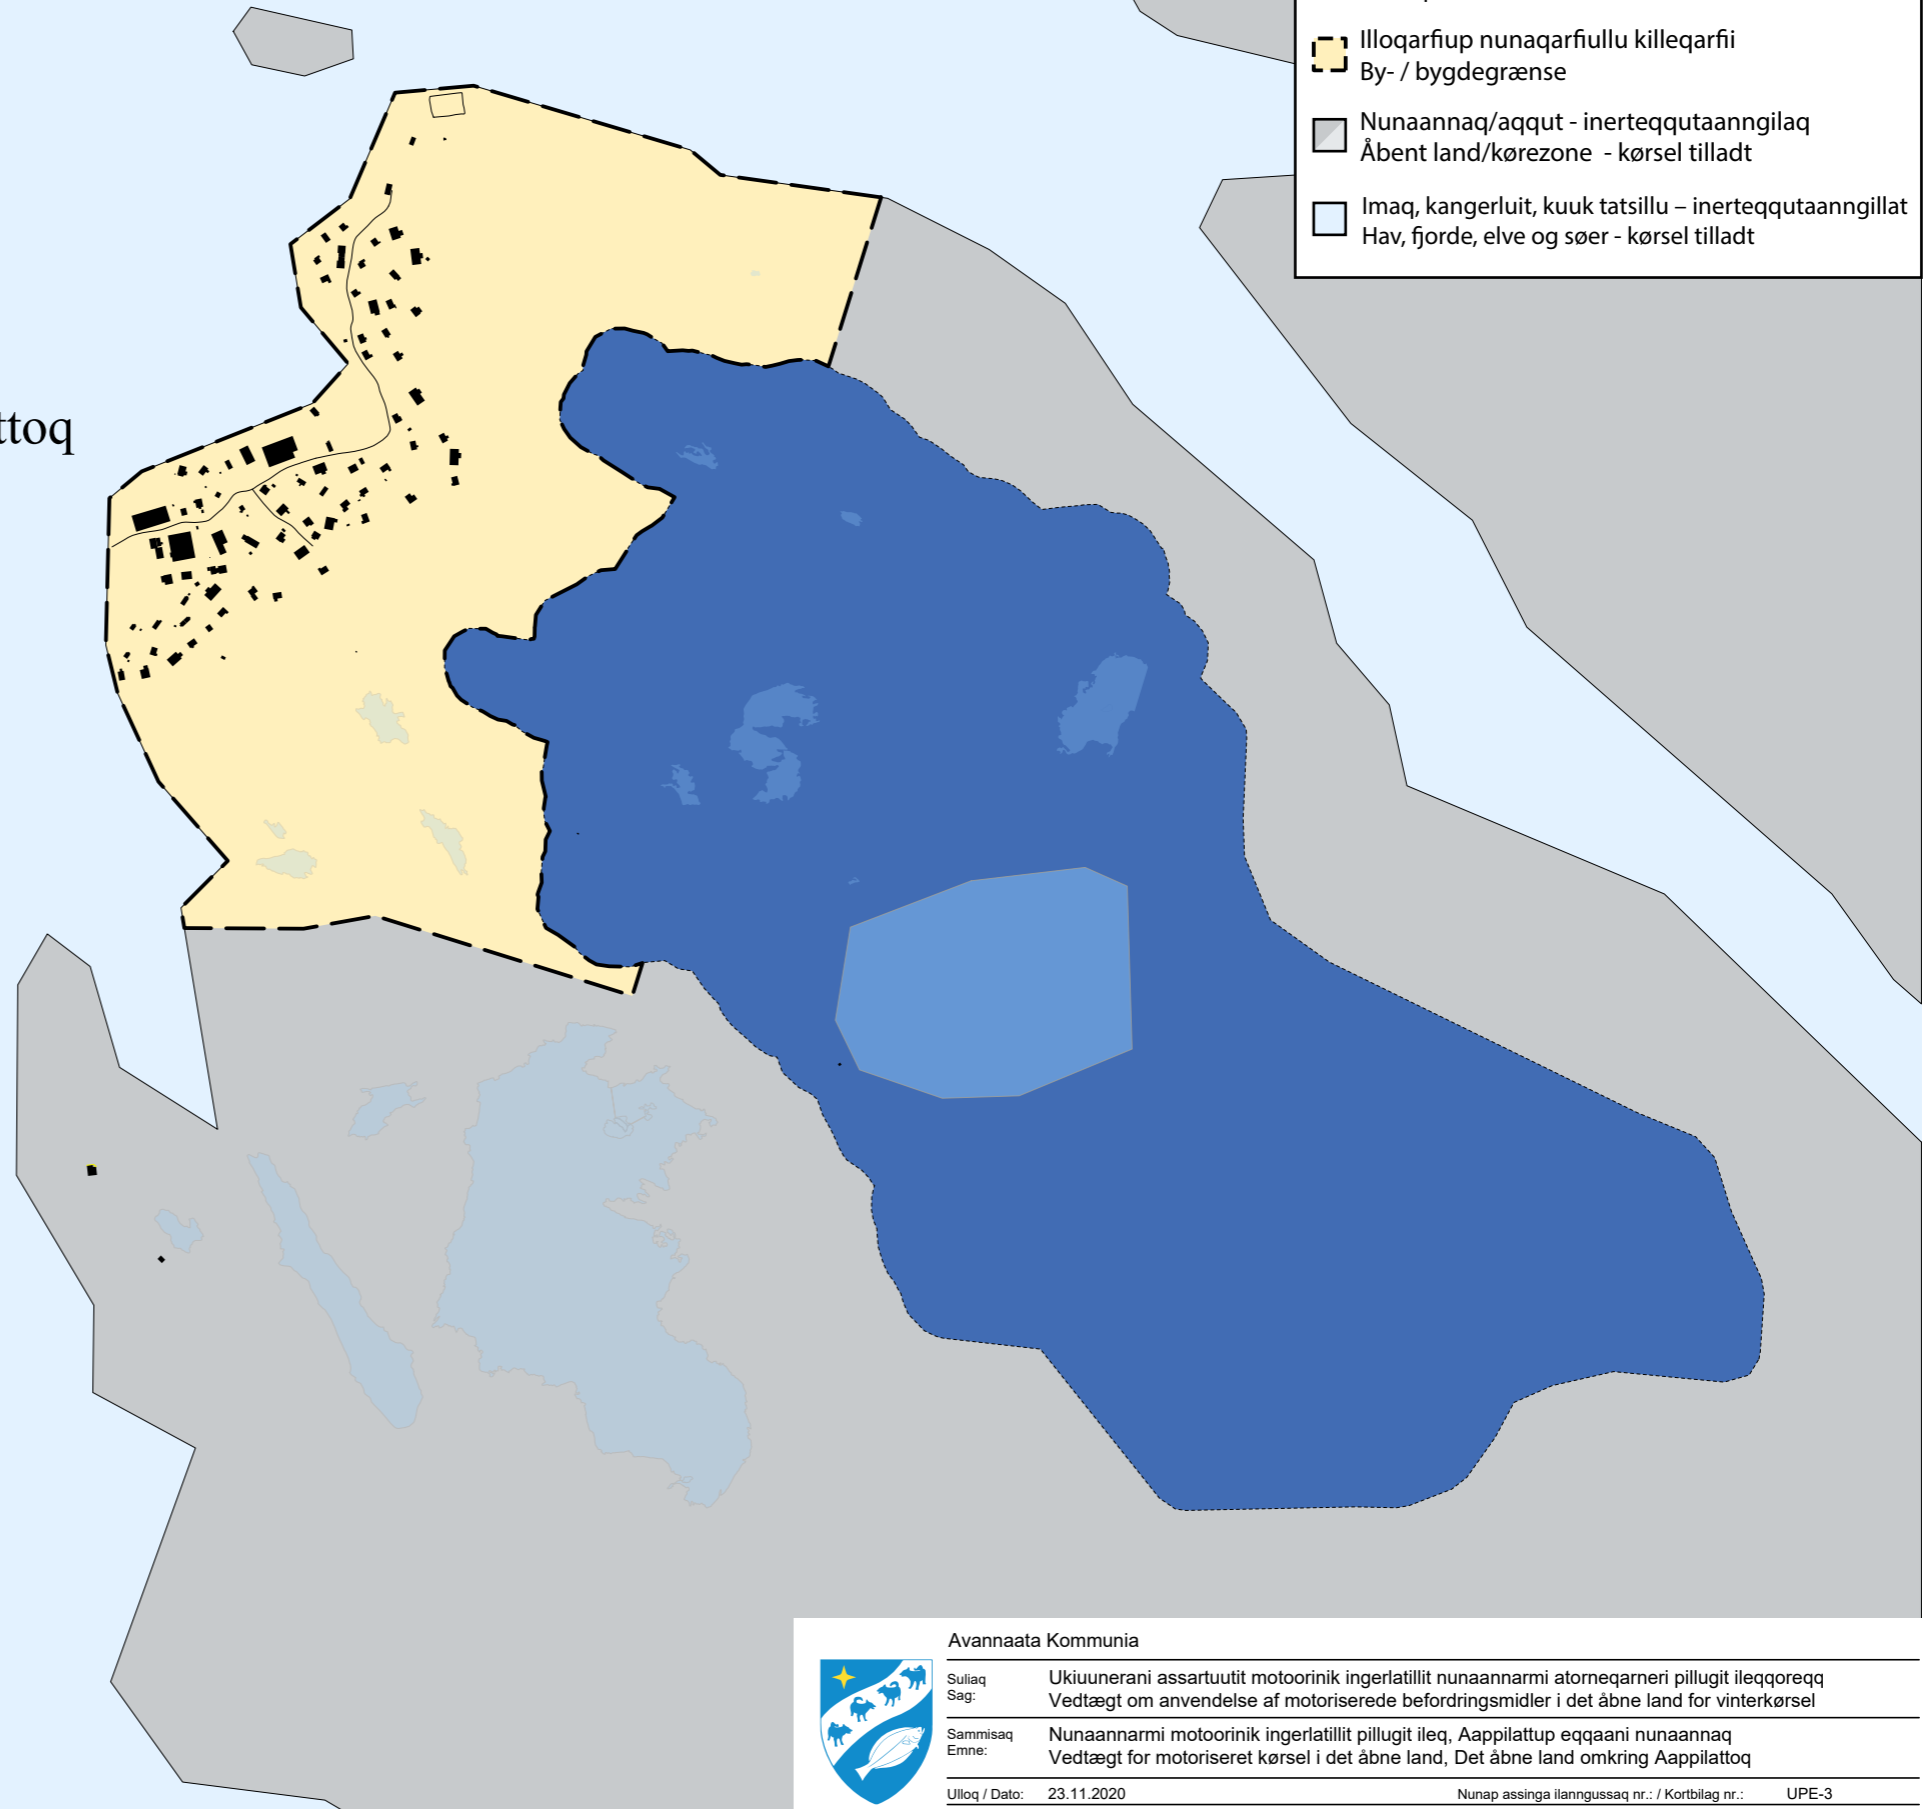 Illoqarfiup nunaqarfiullu killeqarfii
By- / bygdegrænse
Nunaannaq/aqqut - inerteqqutaanngilaq
Åbent land/kørezone - kørsel tilladt
Imaq, kangerluit, kuuk tatsillu – inerteqqutaanngillat
Hav, fjorde, elve og søer - kørsel tilladt
ttoq
Avannaata Kommunia
Suliaq Ukiuunerani assartuutit motoorinik ingerlatillit nunaannarmi atorneqarneri pillugit ileqqoreqq
Sag: Vedtægt om anvendelse af motoriserede befordringsmidler i det åbne land for vinterkørsel
Sammisaq Nunaannarmi motoorinik ingerlatillit pillugit ileq, Aappilattup eqqaani nunaannaq
Emne: Vedtægt for motoriseret kørsel i det åbne land, Det åbne land omkring Aappilattoq
Ulloq / Dato: 23.11.2020 Nunap assinga ilanngussaq nr.: / Kortbilag nr.: UPE-3